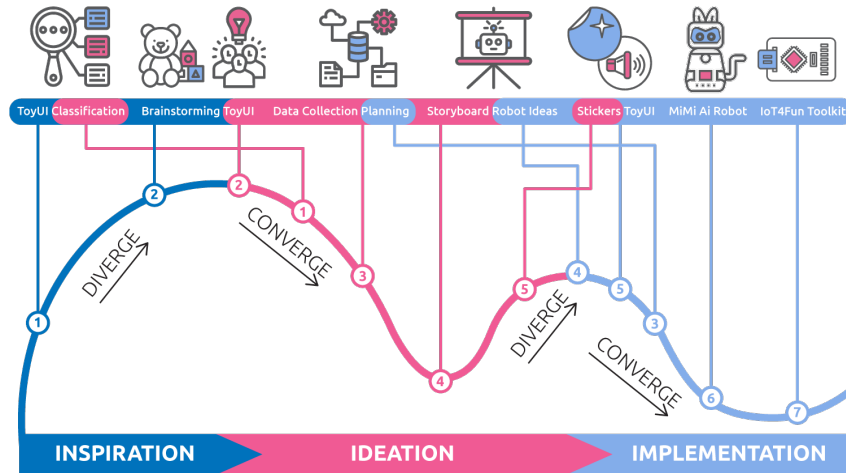 ToyUI Classification Brainstorming ToyUI Data Collection Planning Storyboard Robot Ideas Stickers ToyUI MiMi Ai Robot IoT4Fun Toolkit
2
2
1
CONVERGE
DIVERGE
3
4
5
5
1
3
DIVERGE
CONVERGE
4
6
7
INSPIRATION IDEATION IMPLEMENTATION